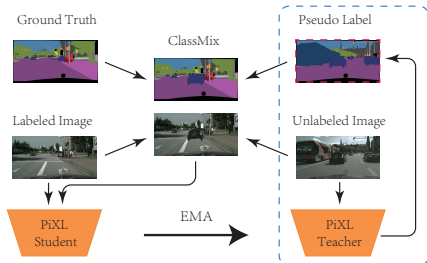 Ground Truth
Pseudo Label
ClassMix
Labeled Image
Unlabeled Image
PiXL
Student
EMA
PiXL
Teacher